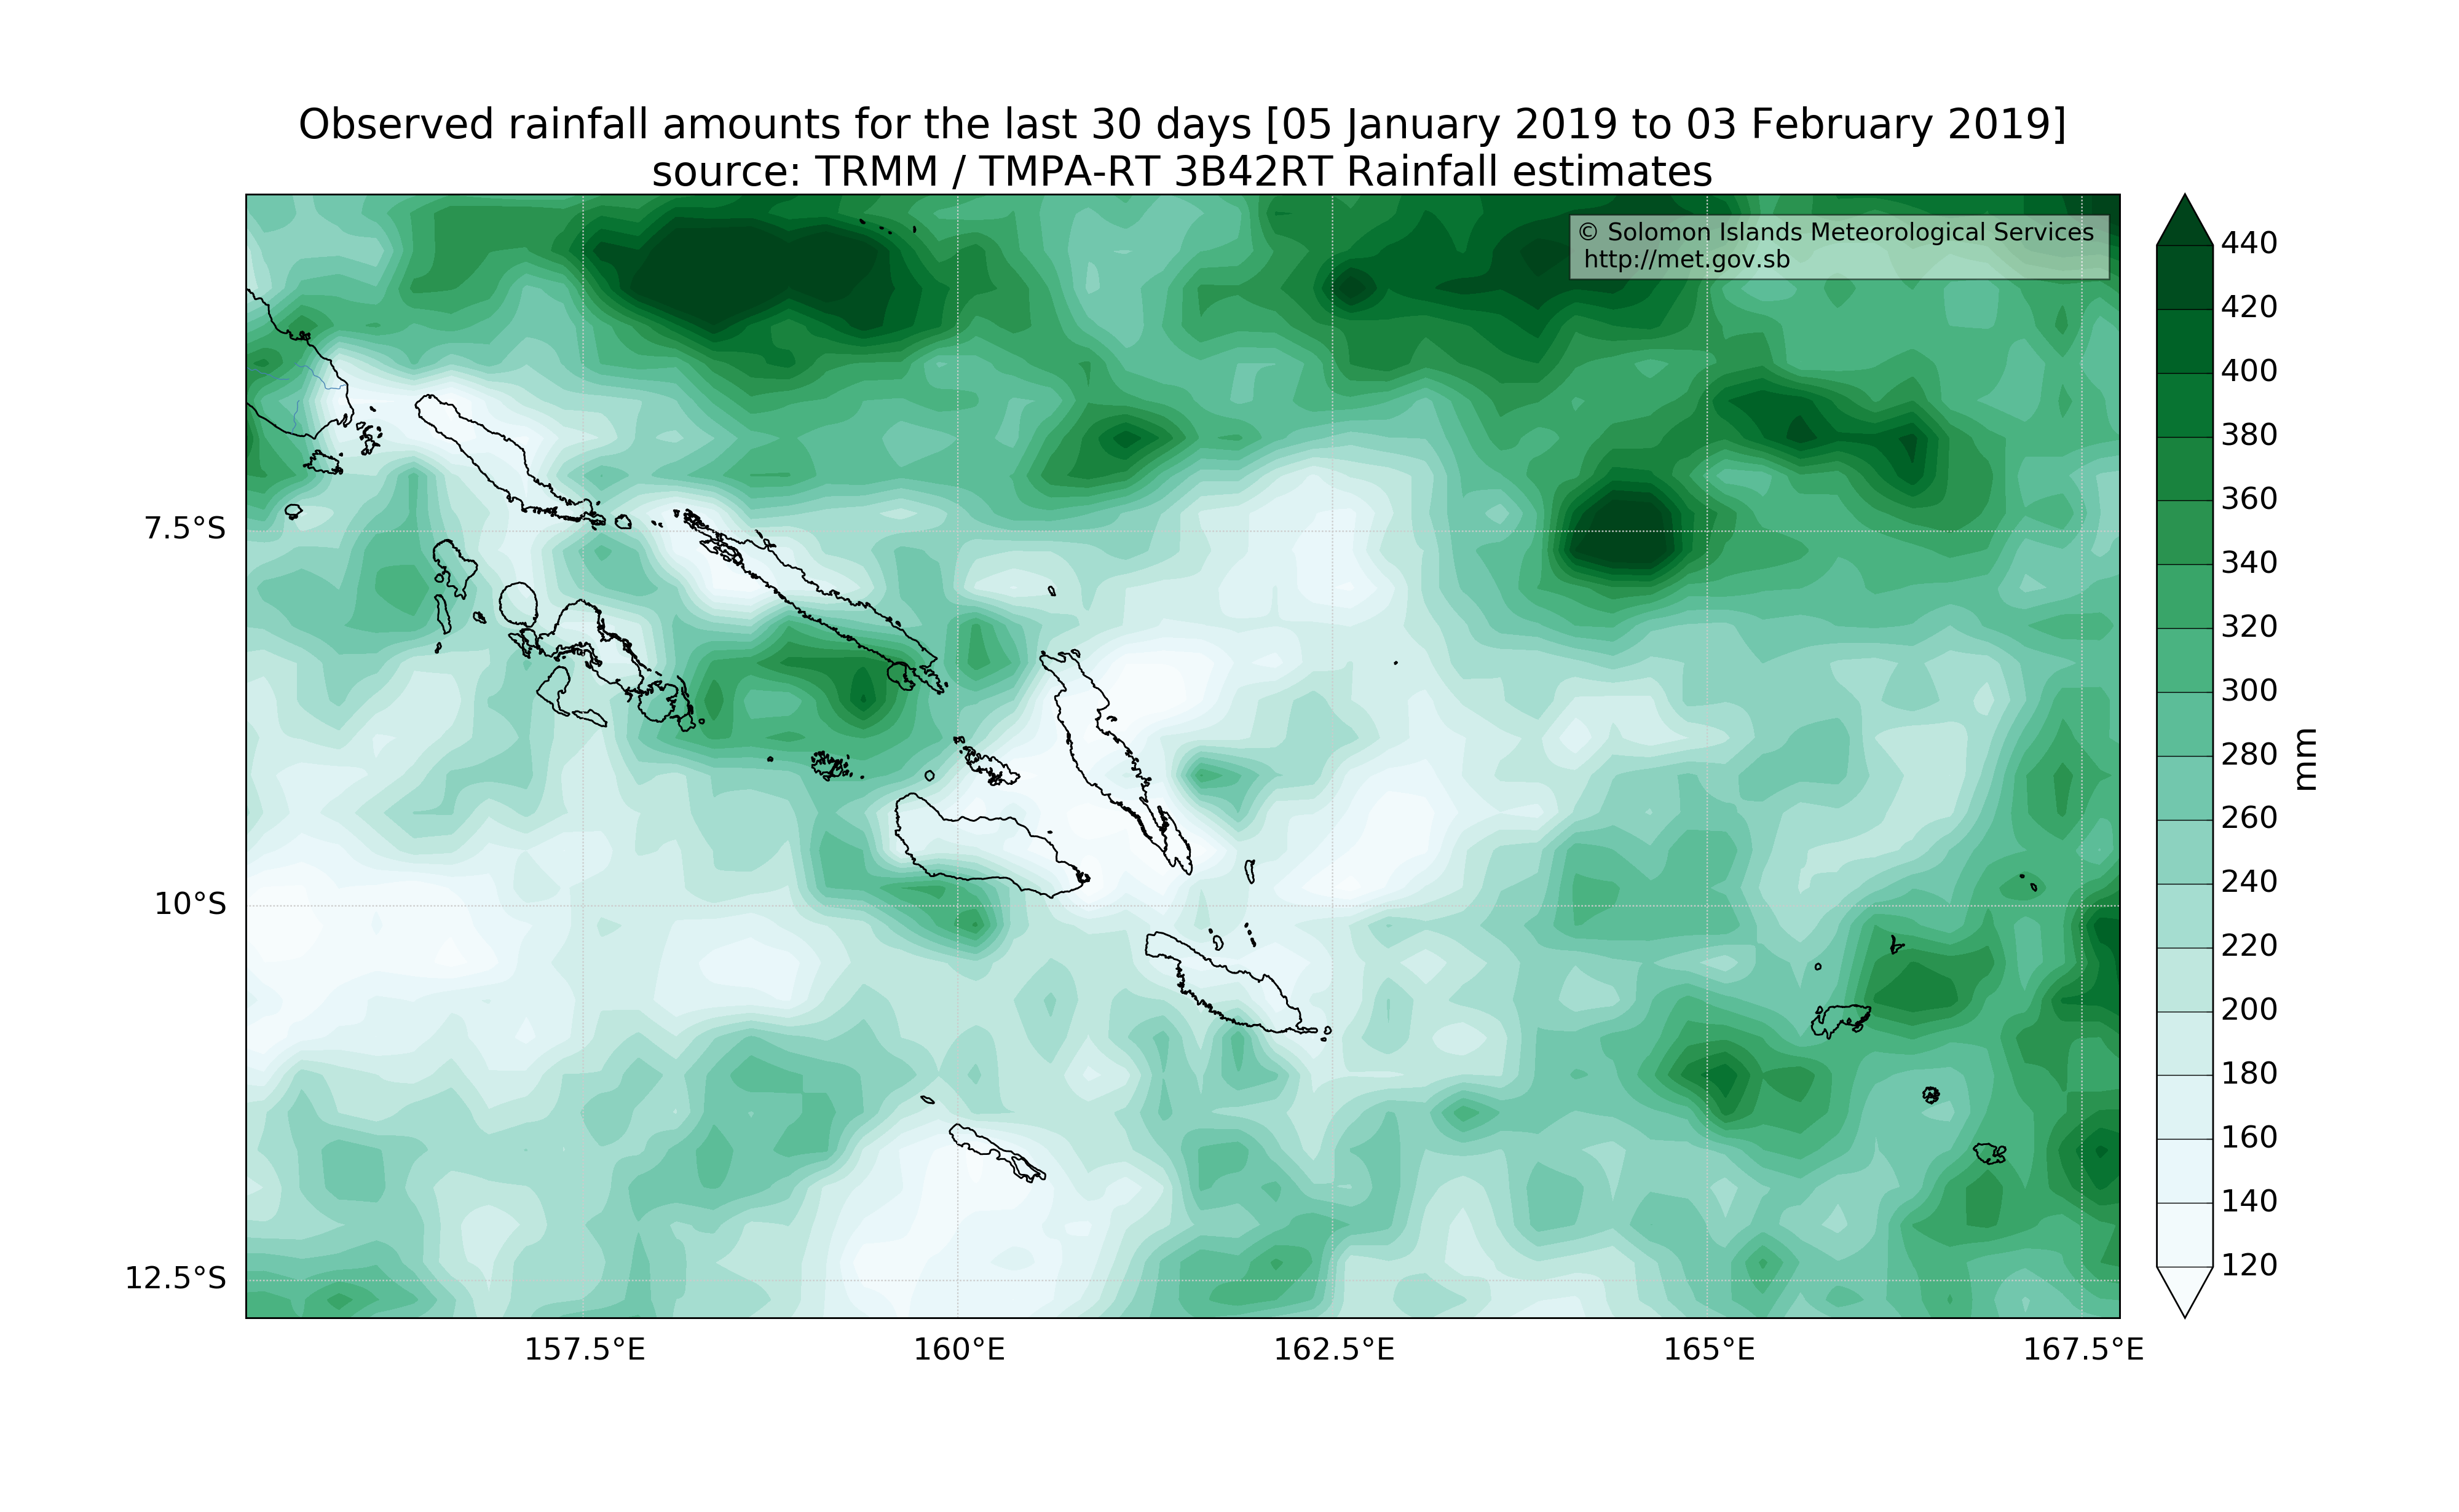 Observed rainfall amounts for the last 30 days [05 January 2019 to 03 February 2019]
source: TRMM / TMPA-RT 3B42RT Rainfall estimates
© Solomon Islands Meteorological Services
http://met.gov.sb
7.5°S
10°S
12.5°S
157.5°E
160°E
162.5°E
165°E
167.5°E
440
420
400
380
360
340
320
300
280
260
240
220
200
180
160
140
120
mm